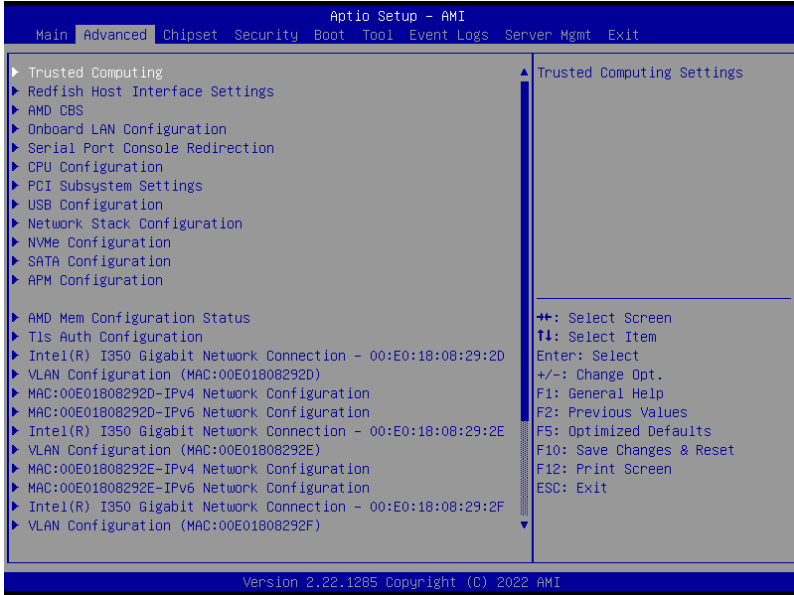 Aptio Setup - AMI
Main Advanced Chipset Security Boot Tool Event Logs Server Mgmt Exit
Trusted Computing
Redfish Host Interface Settings
AMD CBS
Onboard LAN Configuration
Serial Port Console Redirection
CPU Configuration
PCI Subsystem Settings
USB Configuration
Network Stack Configuration
NVMe Configuration
SATA Configuration
APM Configuration
AMD Mem Configuration Status
Tls Auth Configuration
Intel(R) I350 Gigabit Network Connection - 00:E0:18:08:29:2D
VLAN Configuration (MAC:00E01808292D)
MAC:00E01808292D-IPv4 Network Configuration
MAC:00E01808292D-IPv6 Network Configuration
Intel(R) I350 Gigabit Network Connection - 00:E0:18:08:29:2E
VLAN Configuration (MAC:00E01808292E)
MAC:00E01808292E-IPv4 Network Configuration
MAC:00E01808292E-IPv6 Network Configuration
Intel(R) I350 Gigabit Network Connection - 00:E0:18:08:29:2F
VLAN Configuration (MAC:00E01808292F)
Trusted Computing Settings
→←: Select Screen
↑↓: Select Item
Enter: Select
+/-: Change Opt.
F1: General Help
F2: Previous Values
F5: Optimized Defaults
F10: Save Changes & Reset
F12: Print Screen
ESC: Exit
Version 2.22.1285 Copyright (C) 2022 AMI